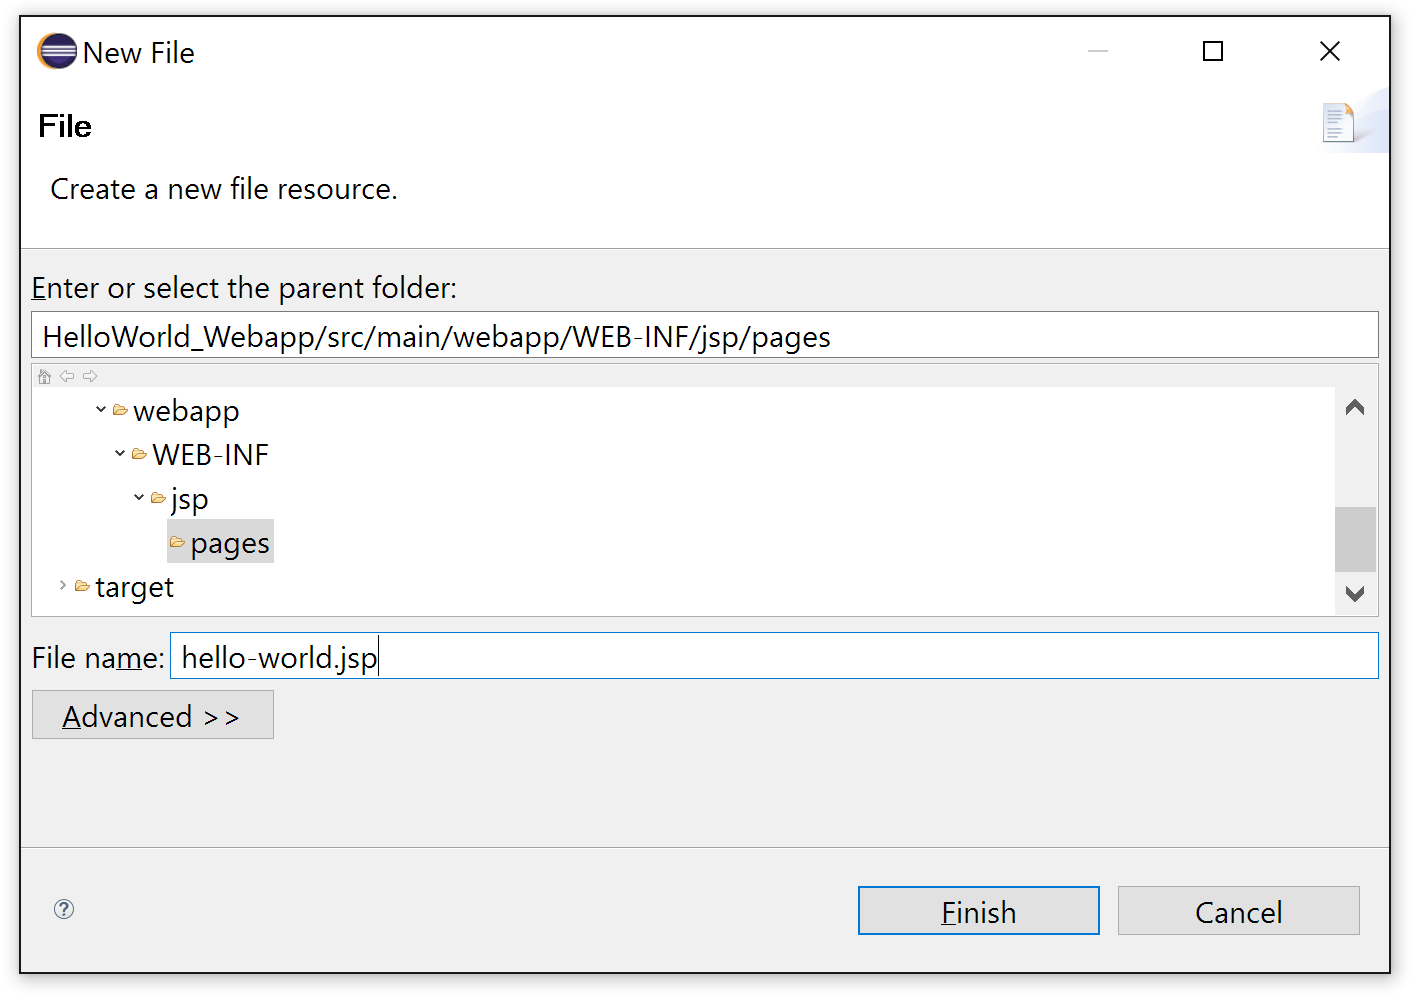 New File
File
Create a new file resource.
Enter or select the parent folder:
HelloWorld_Webapp/src/main/webapp/WEB-INF/jsp/pages
webapp
WEB-INF
jsp
pages
target
File name: hello-world.jsp
Advanced >>
?
Finish Cancel